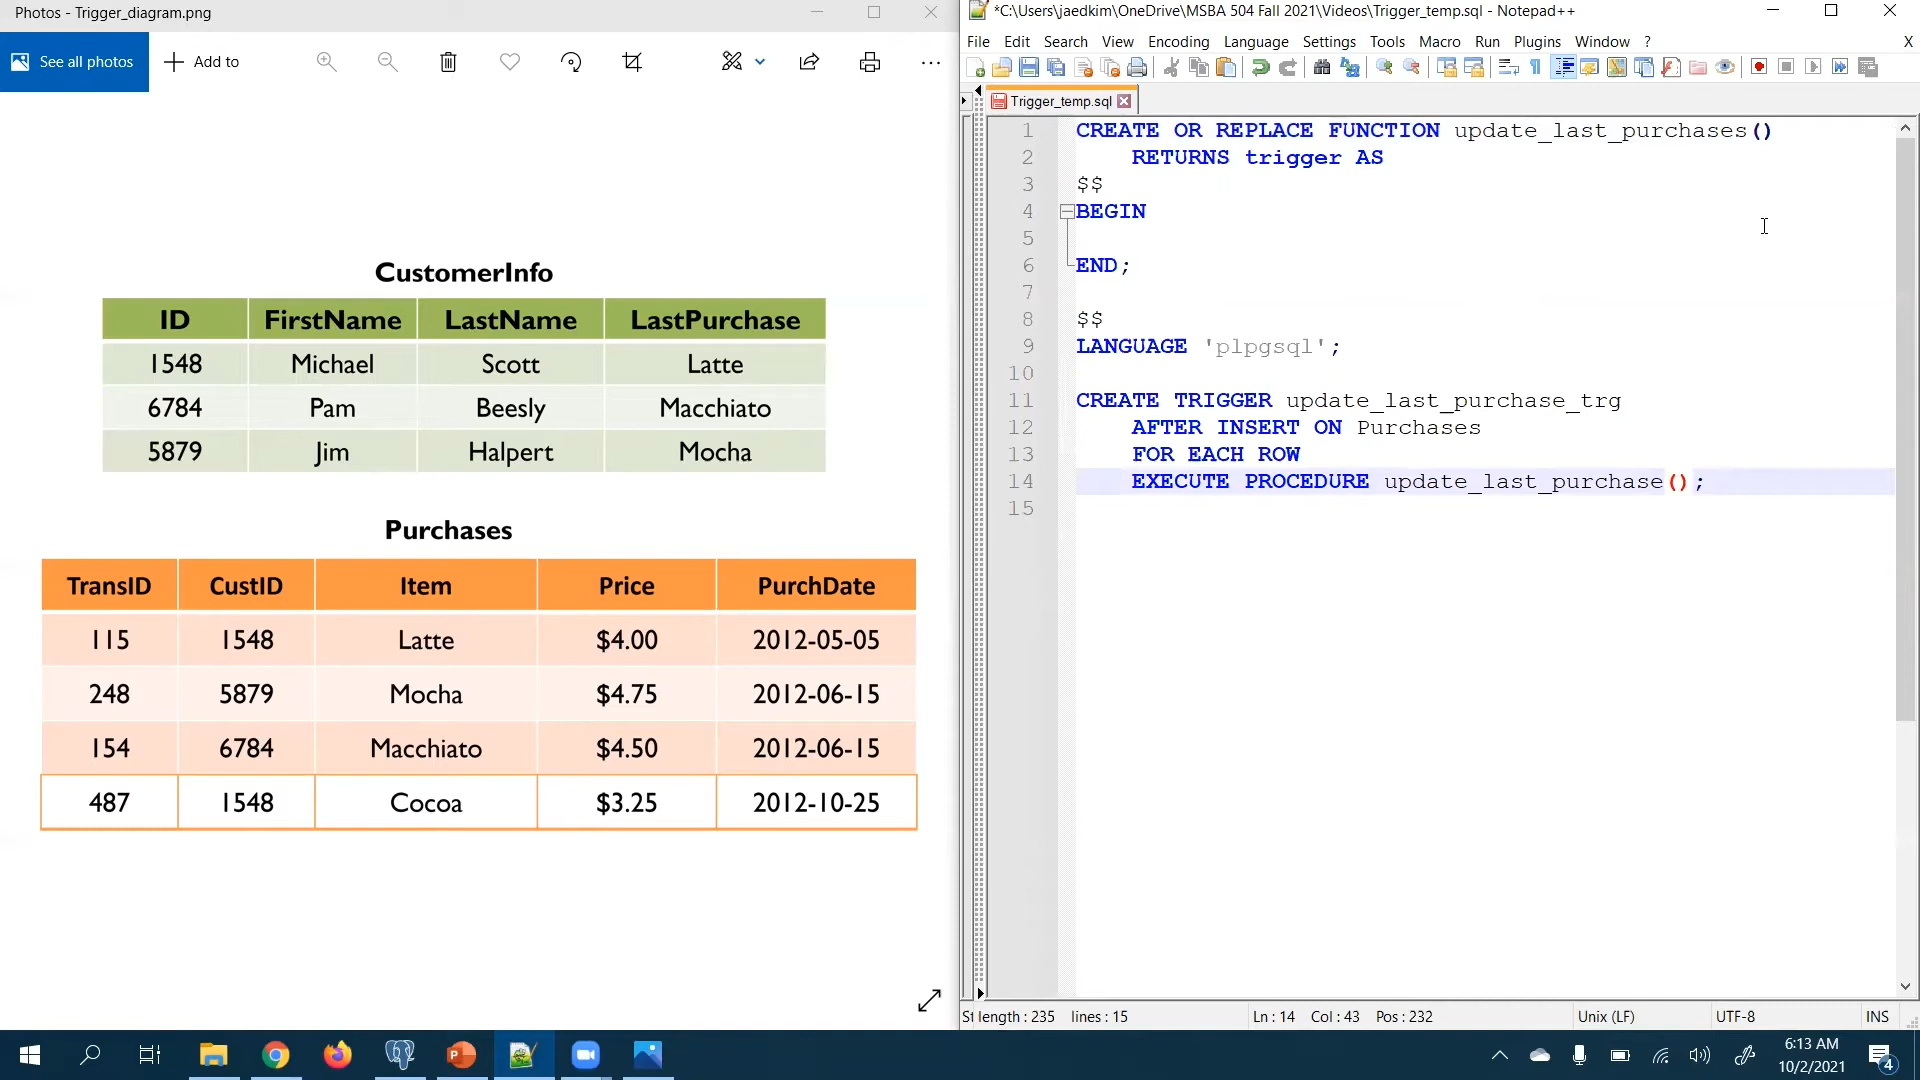 Photos - Trigger_diagram.png
See all photos
Add to
CustomerInfo
ID FirstName LastName LastPurchase
1548 Michael Scott Latte
6784 Pam Beesly Macchiato
5879 Jim Halpert Mocha
Purchases
TransID CustID Item Price PurchDate
115 1548 Latte $4.00 2012-05-05
248 5879 Mocha $4.75 2012-06-15
154 6784 Macchiato $4.50 2012-06-15
487 1548 Cocoa $3.25 2012-10-25
*C:\Users\jaedkim\OneDrive\MSBA 504 Fall 2021\Videos\Trigger_temp.sql - Notepad++
File Edit Search View Encoding Language Settings Tools Macro Run Plugins Window ? X
Trigger_temp.sql
1 CREATE OR REPLACE FUNCTION update_last_purchases()
2 RETURNS trigger AS
3 $$
4 BEGIN
5
6 END;
7
8 $$
9 LANGUAGE 'plpgsql';
10
11 CREATE TRIGGER update_last_purchase_trg
12 AFTER INSERT ON Purchases
13 FOR EACH ROW
14 EXECUTE PROCEDURE update_last_purchase();
15
St length : 235 lines : 15 Ln : 14 Col : 43 Pos : 232 Unix (LF) UTF-8 INS
6:13 AM
10/2/2021
4